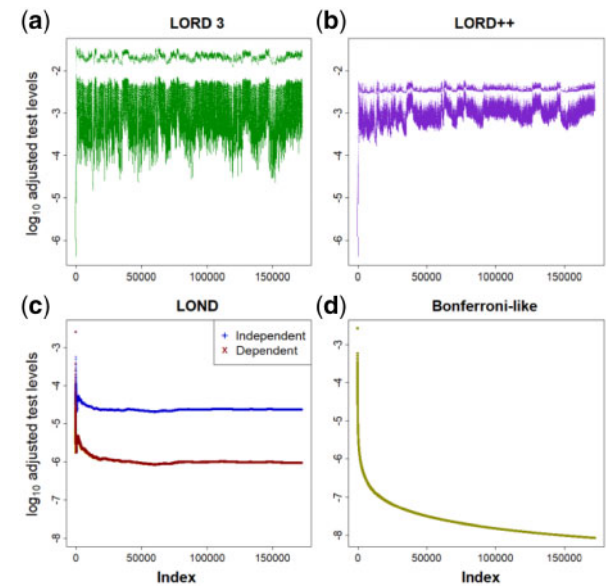 (a) LORD 3
(b) LORD++
log10 adjusted test levels
-2
-3
-4
-5
-6
0 50000 100000 150000
-2
-3
-4
-5
-6
0 50000 100000 150000
(c) LOND
(d) Bonferroni-like
log10 adjusted test levels
-3
-4
-5
-6
-7
-8
+ Independent
x Dependent
0 50000 100000 150000
Index
-3
-4
-5
-6
-7
-8
0 50000 100000 150000
Index